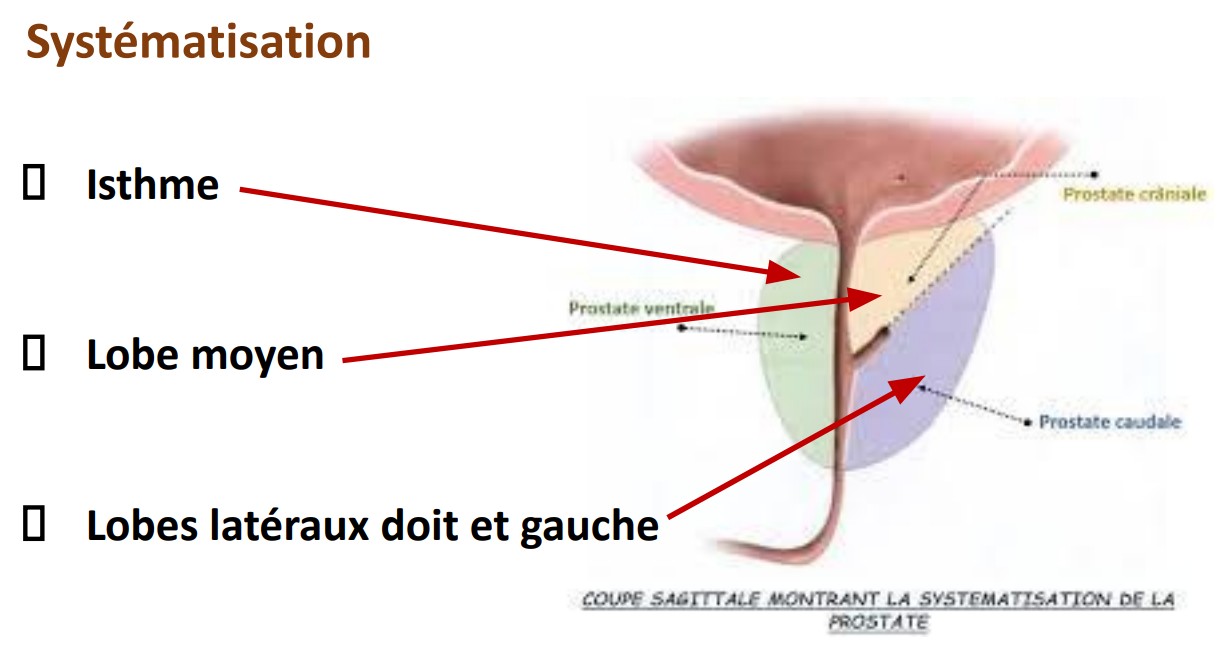 Systématisation
Isthme
Prostate crâniale
Prostate ventrale
Lobe moyen
Prostate caudale
Lobes latéraux doit et gauche
COUPE SAGITTALE MONTRANT LA SYSTEMATISATION DE LA
PROSTATE